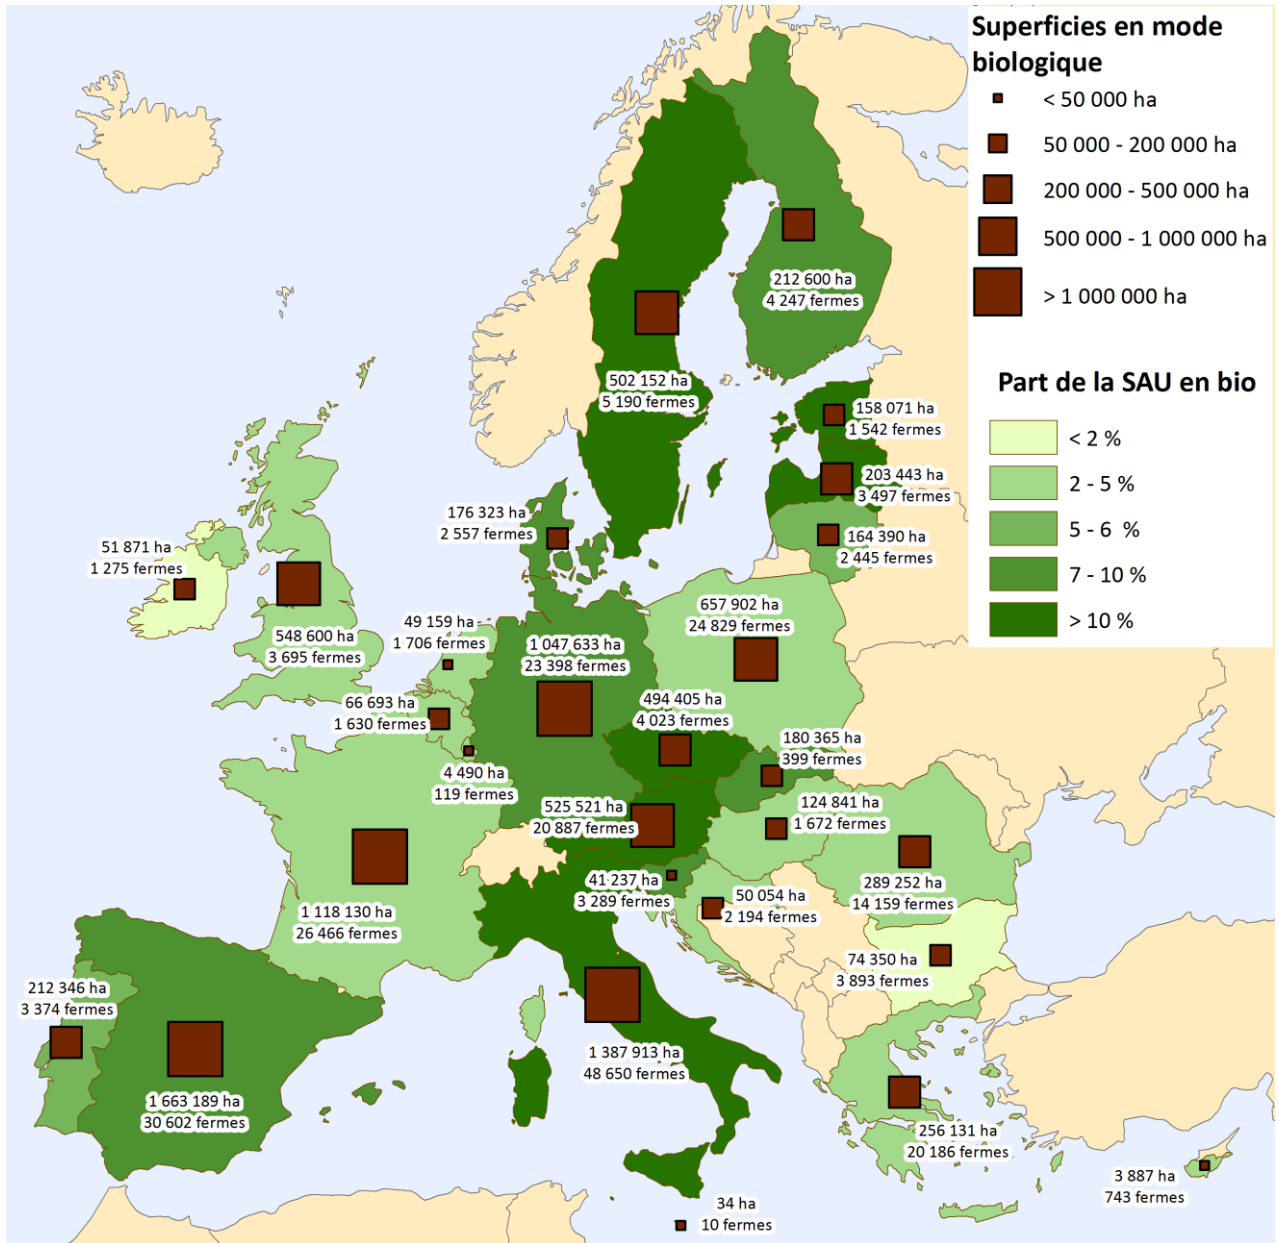 Superficies en mode
biologique
< 50 000 ha
50 000 - 200 000 ha
200 000 - 500 000 ha
500 000 - 1 000 000 ha
> 1 000 000 ha
Part de la SAU en bio
< 2 %
2 - 5 %
5 - 6 %
7 - 10 %
> 10 %
212 600 ha
4 247 fermes
502 152 ha
5 190 fermes
158 071 ha
1 542 fermes
203 443 ha
3 497 fermes
176 323 ha
2 557 fermes
164 390 ha
2 445 fermes
51 871 ha
1 275 fermes
548 600 ha
3 695 fermes
49 159 ha
1 706 fermes
1 047 633 ha
23 398 fermes
657 902 ha
24 829 fermes
66 693 ha
1 630 fermes
494 405 ha
4 023 fermes
180 365 ha
399 fermes
4 490 ha
119 fermes
525 521 ha
20 887 fermes
124 841 ha
1 672 fermes
41 237 ha
3 289 fermes
50 054 ha
2 194 fermes
289 252 ha
14 159 fermes
1 118 130 ha
26 466 fermes
74 350 ha
3 893 fermes
212 346 ha
3 374 fermes
1 387 913 ha
48 650 fermes
1 663 189 ha
30 602 fermes
256 131 ha
20 186 fermes
3 887 ha
743 fermes
34 ha
10 fermes